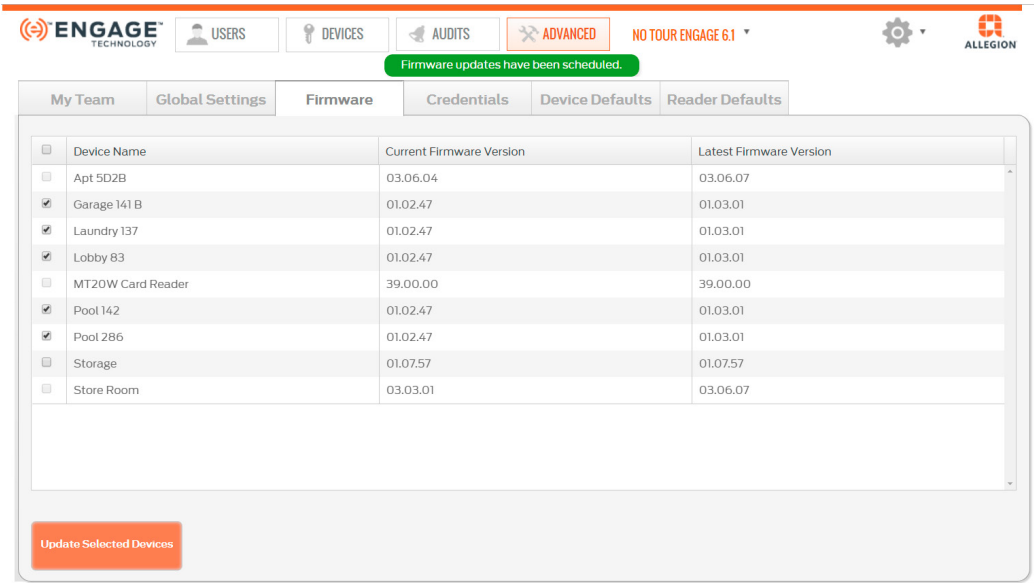 ENGAGE™
TECHNOLOGY
USERS
DEVICES
AUDITS
ADVANCED
NO TOUR ENGAGE 6.1
ALLEGION
Firmware updates have been scheduled.
My Team
Global Settings
Firmware
Credentials
Device Defaults
Reader Defaults
Device Name Current Firmware Version Latest Firmware Version
Apt 5D2B 03.06.04 03.06.07
Garage 141 B 01.02.47 01.03.01
Laundry 137 01.02.47 01.03.01
Lobby 83 01.02.47 01.03.01
MT20W Card Reader 39.00.00 39.00.00
Pool 142 01.02.47 01.03.01
Pool 286 01.02.47 01.03.01
Storage 01.07.57 01.07.57
Store Room 03.03.01 03.06.07
Update Selected Devices